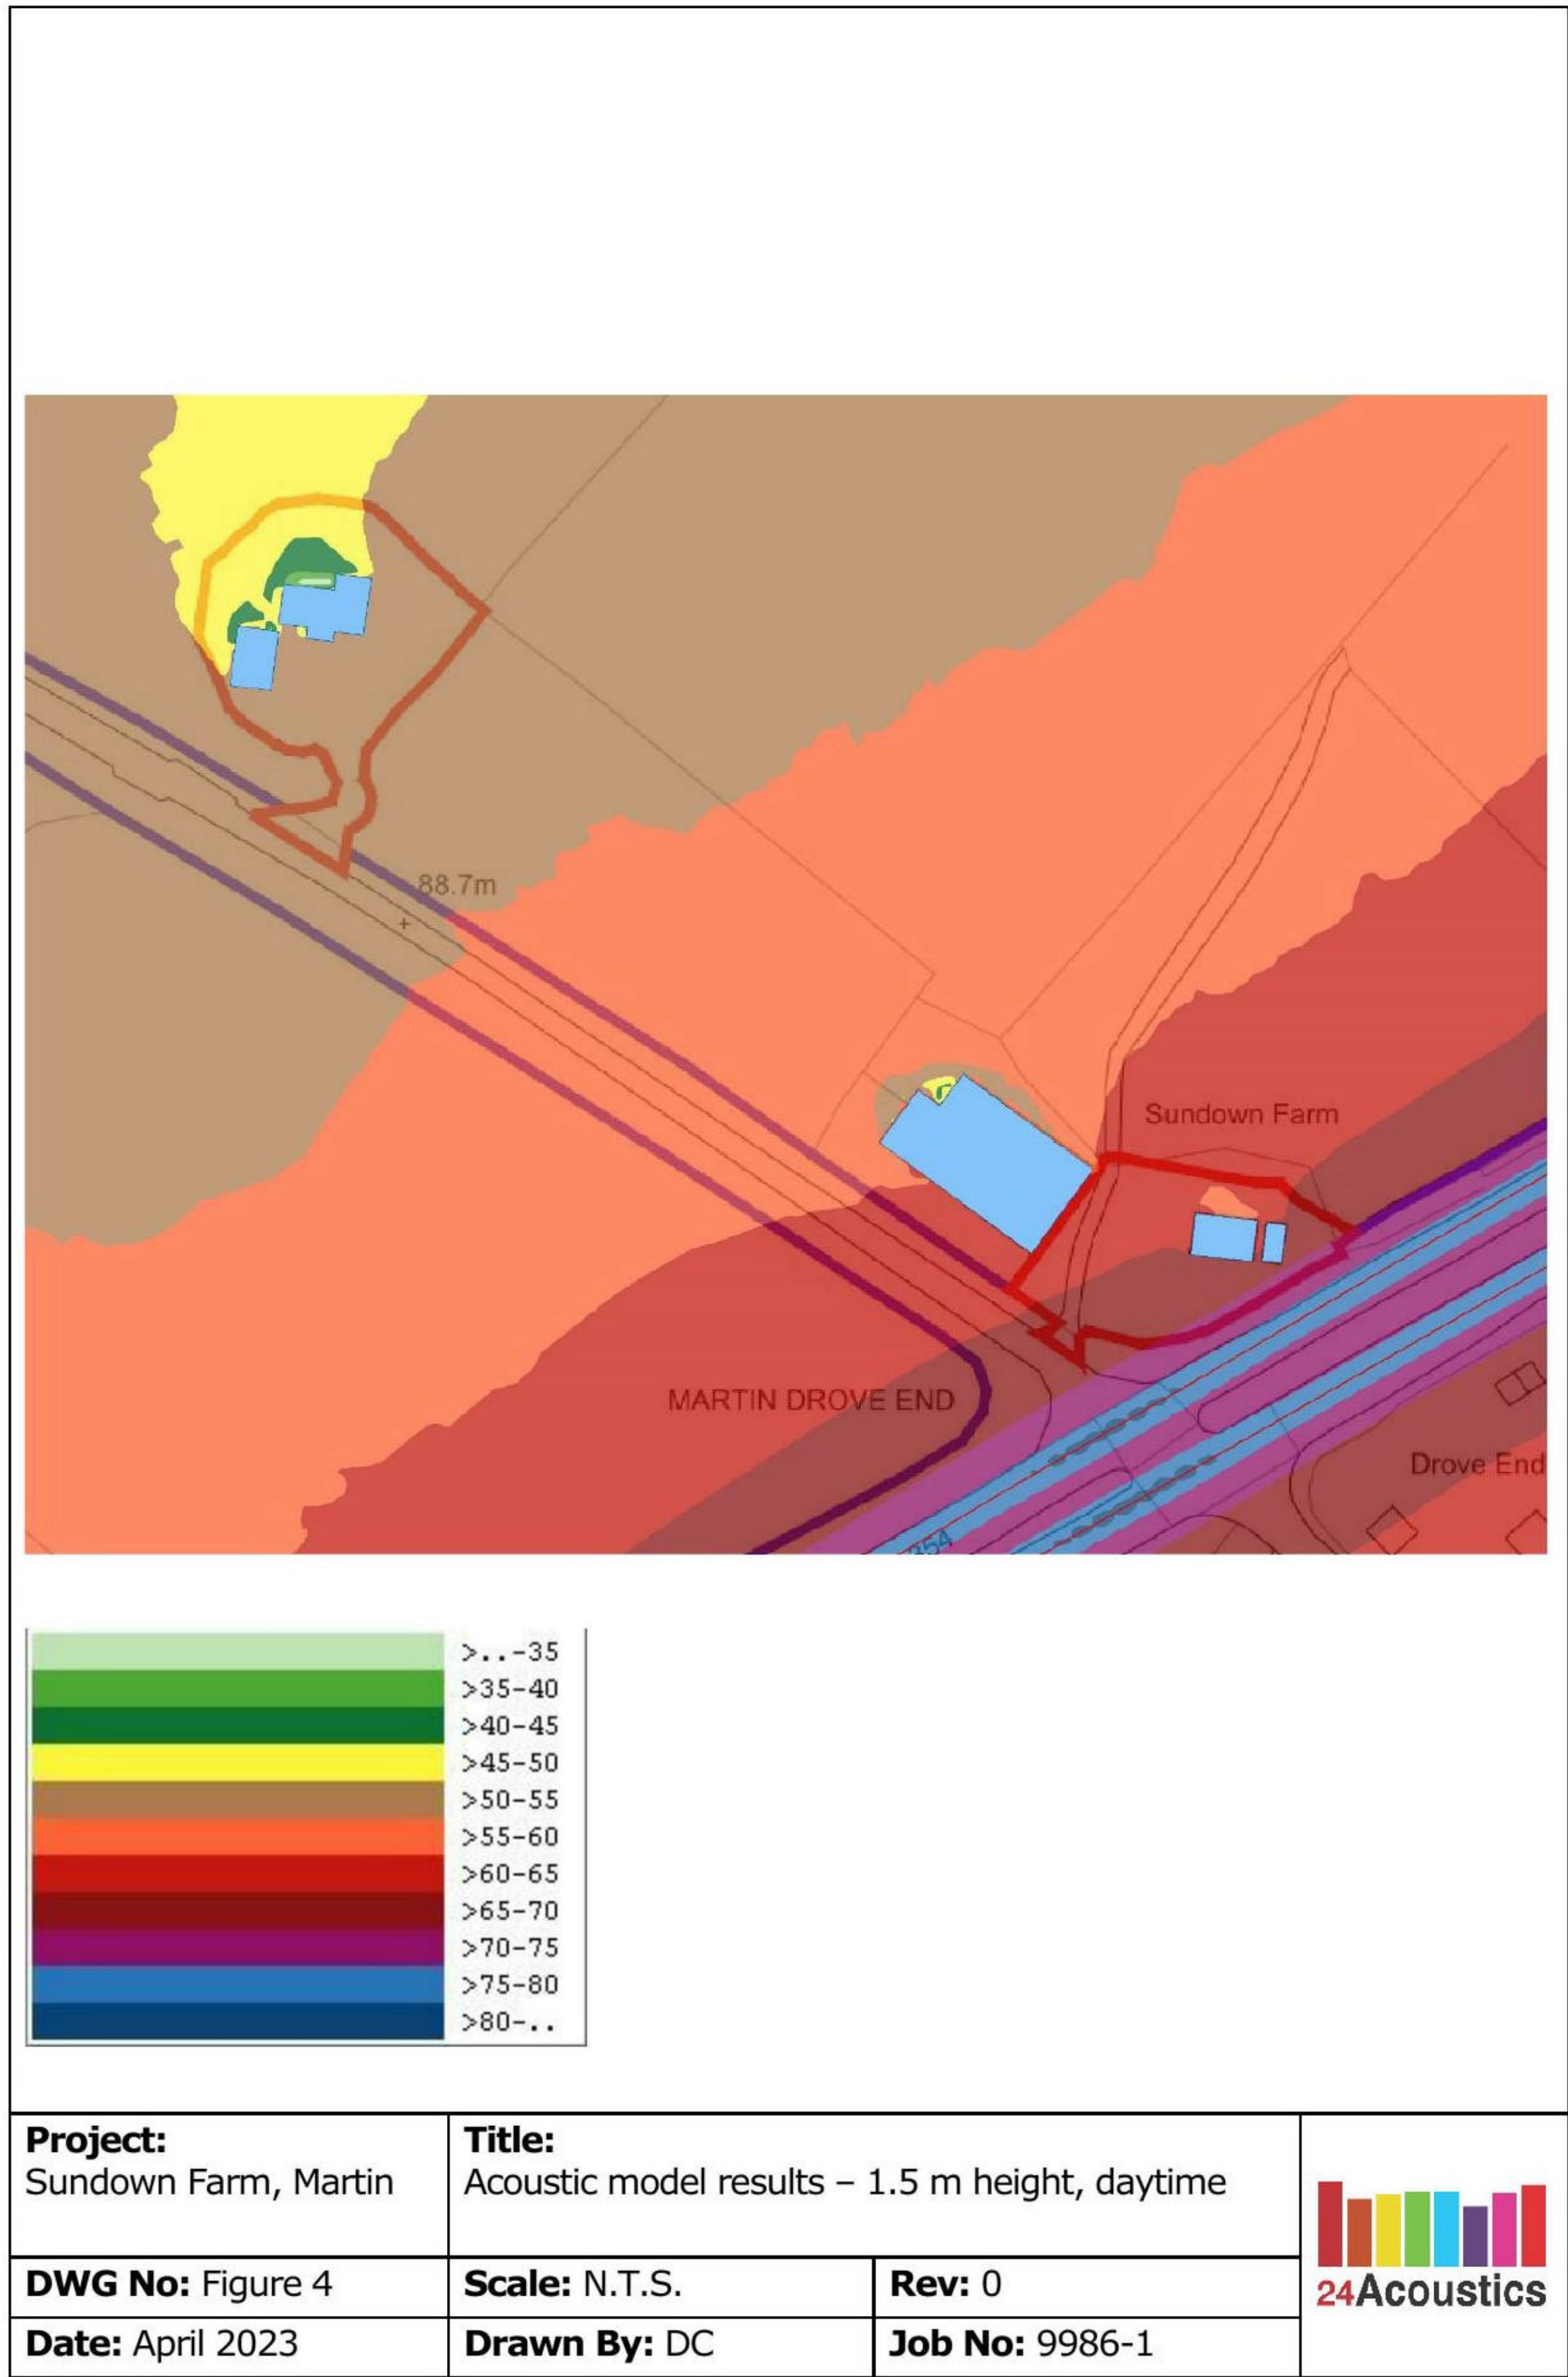 88.7m
Sundown Farm
MARTIN DROVE END
Drove End
354
>..-35
>35-40
>40-45
>45-50
>50-55
>55-60
>60-65
>65-70
>70-75
>75-80
>80-..
Project:
Sundown Farm, Martin
Title:
Acoustic model results – 1.5 m height, daytime
DWG No: Figure 4
Scale: N.T.S.
Rev: 0
Date: April 2023
Drawn By: DC
Job No: 9986-1
24Acoustics